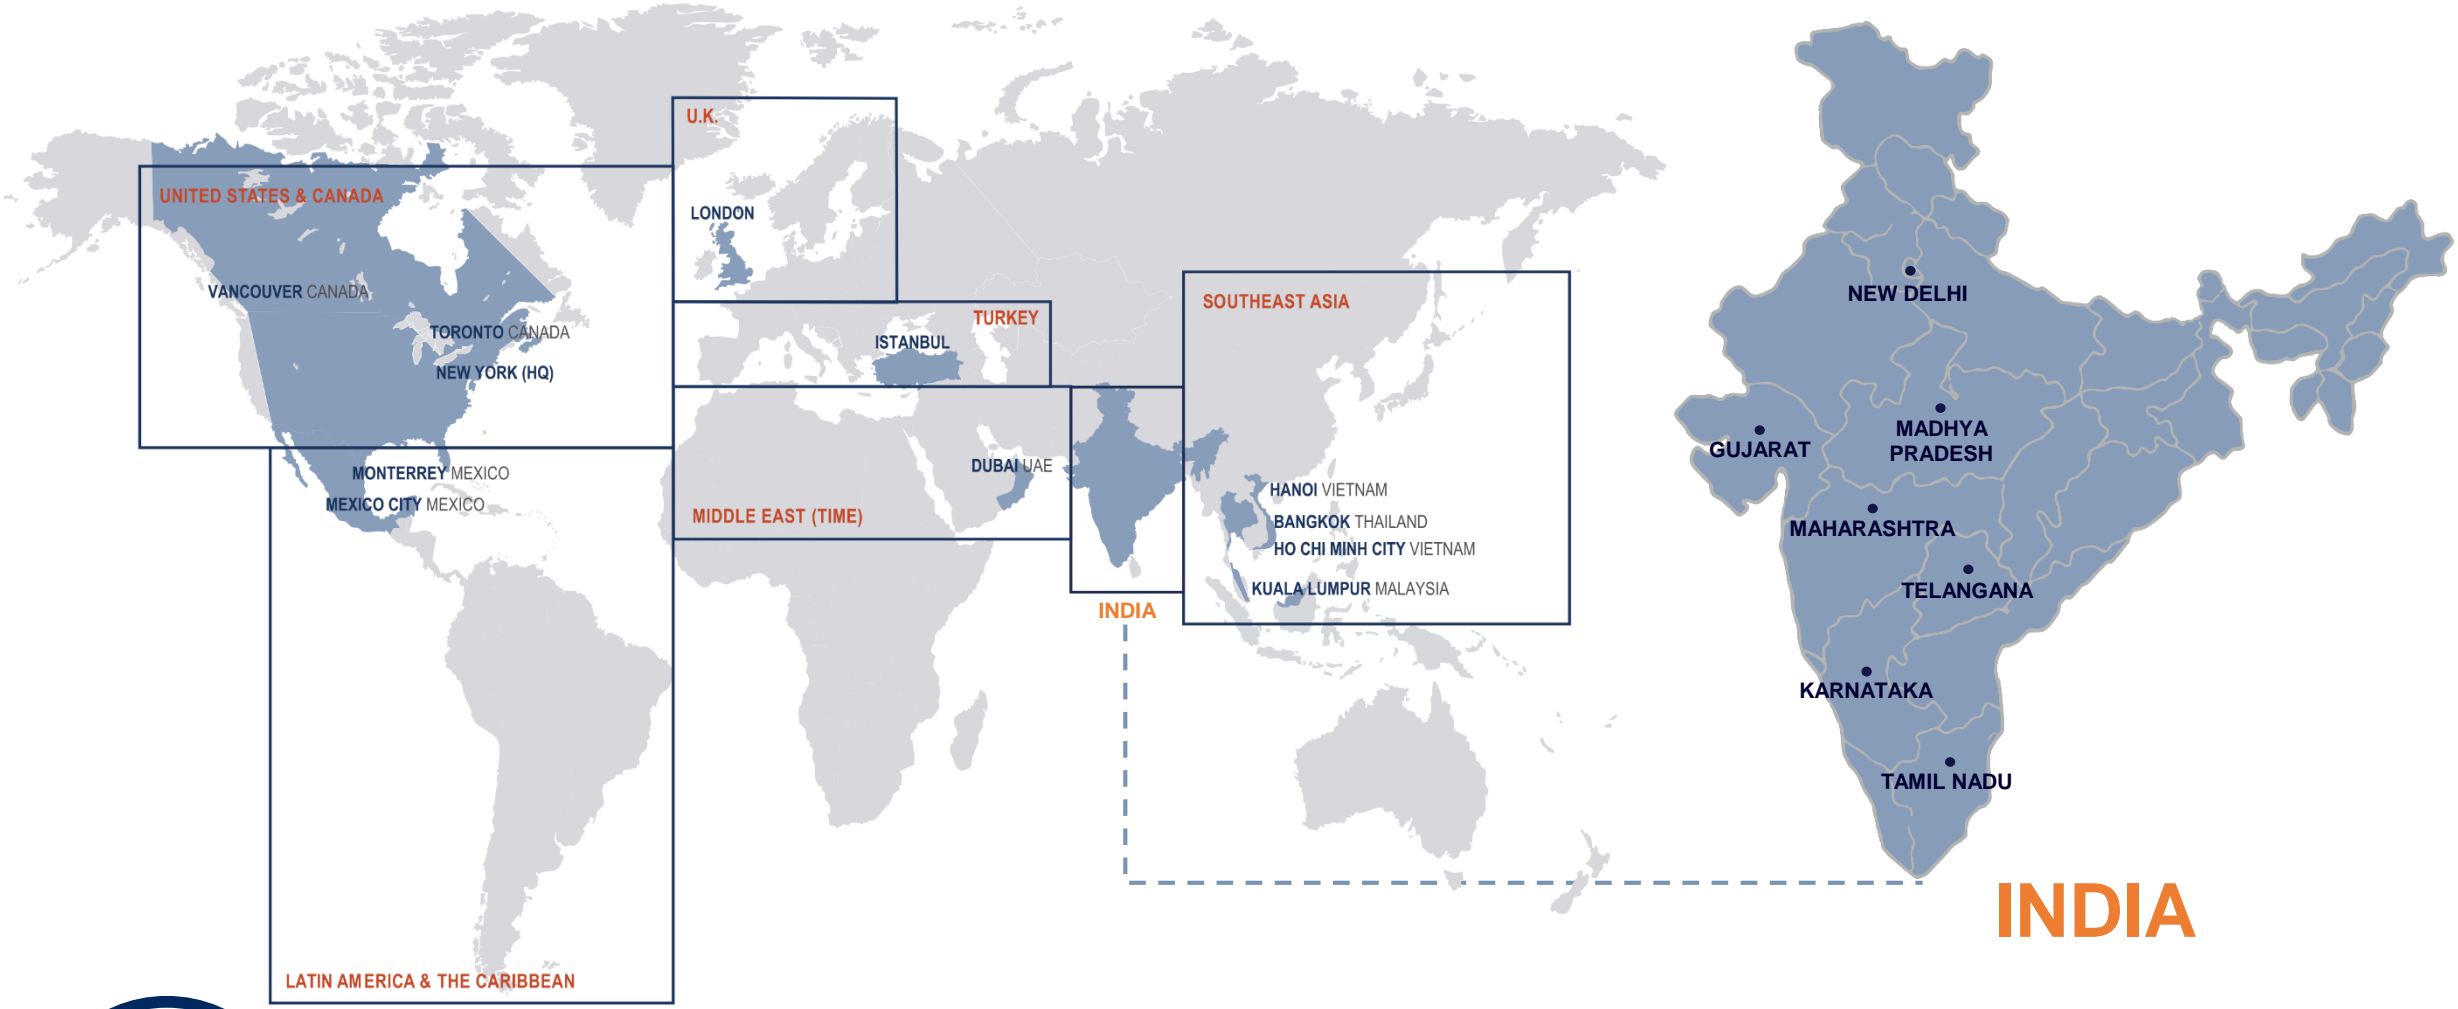 U.K.
UNITED STATES & CANADA
LONDON
VANCOUVER CANADA
TORONTO CANADA
NEW YORK (HQ)
TURKEY
ISTANBUL
SOUTHEAST ASIA
MONTERREY MEXICO
MEXICO CITY MEXICO
DUBAI UAE
MIDDLE EAST (TIME)
HANOI VIETNAM
BANGKOK THAILAND
HO CHI MINH CITY VIETNAM
KUALA LUMPUR MALAYSIA
INDIA
LATIN AMERICA & THE CARIBBEAN
NEW DELHI
GUJARAT
MADHYA
PRADESH
MAHARASHTRA
TELANGANA
KARNATAKA
TAMIL NADU
INDIA